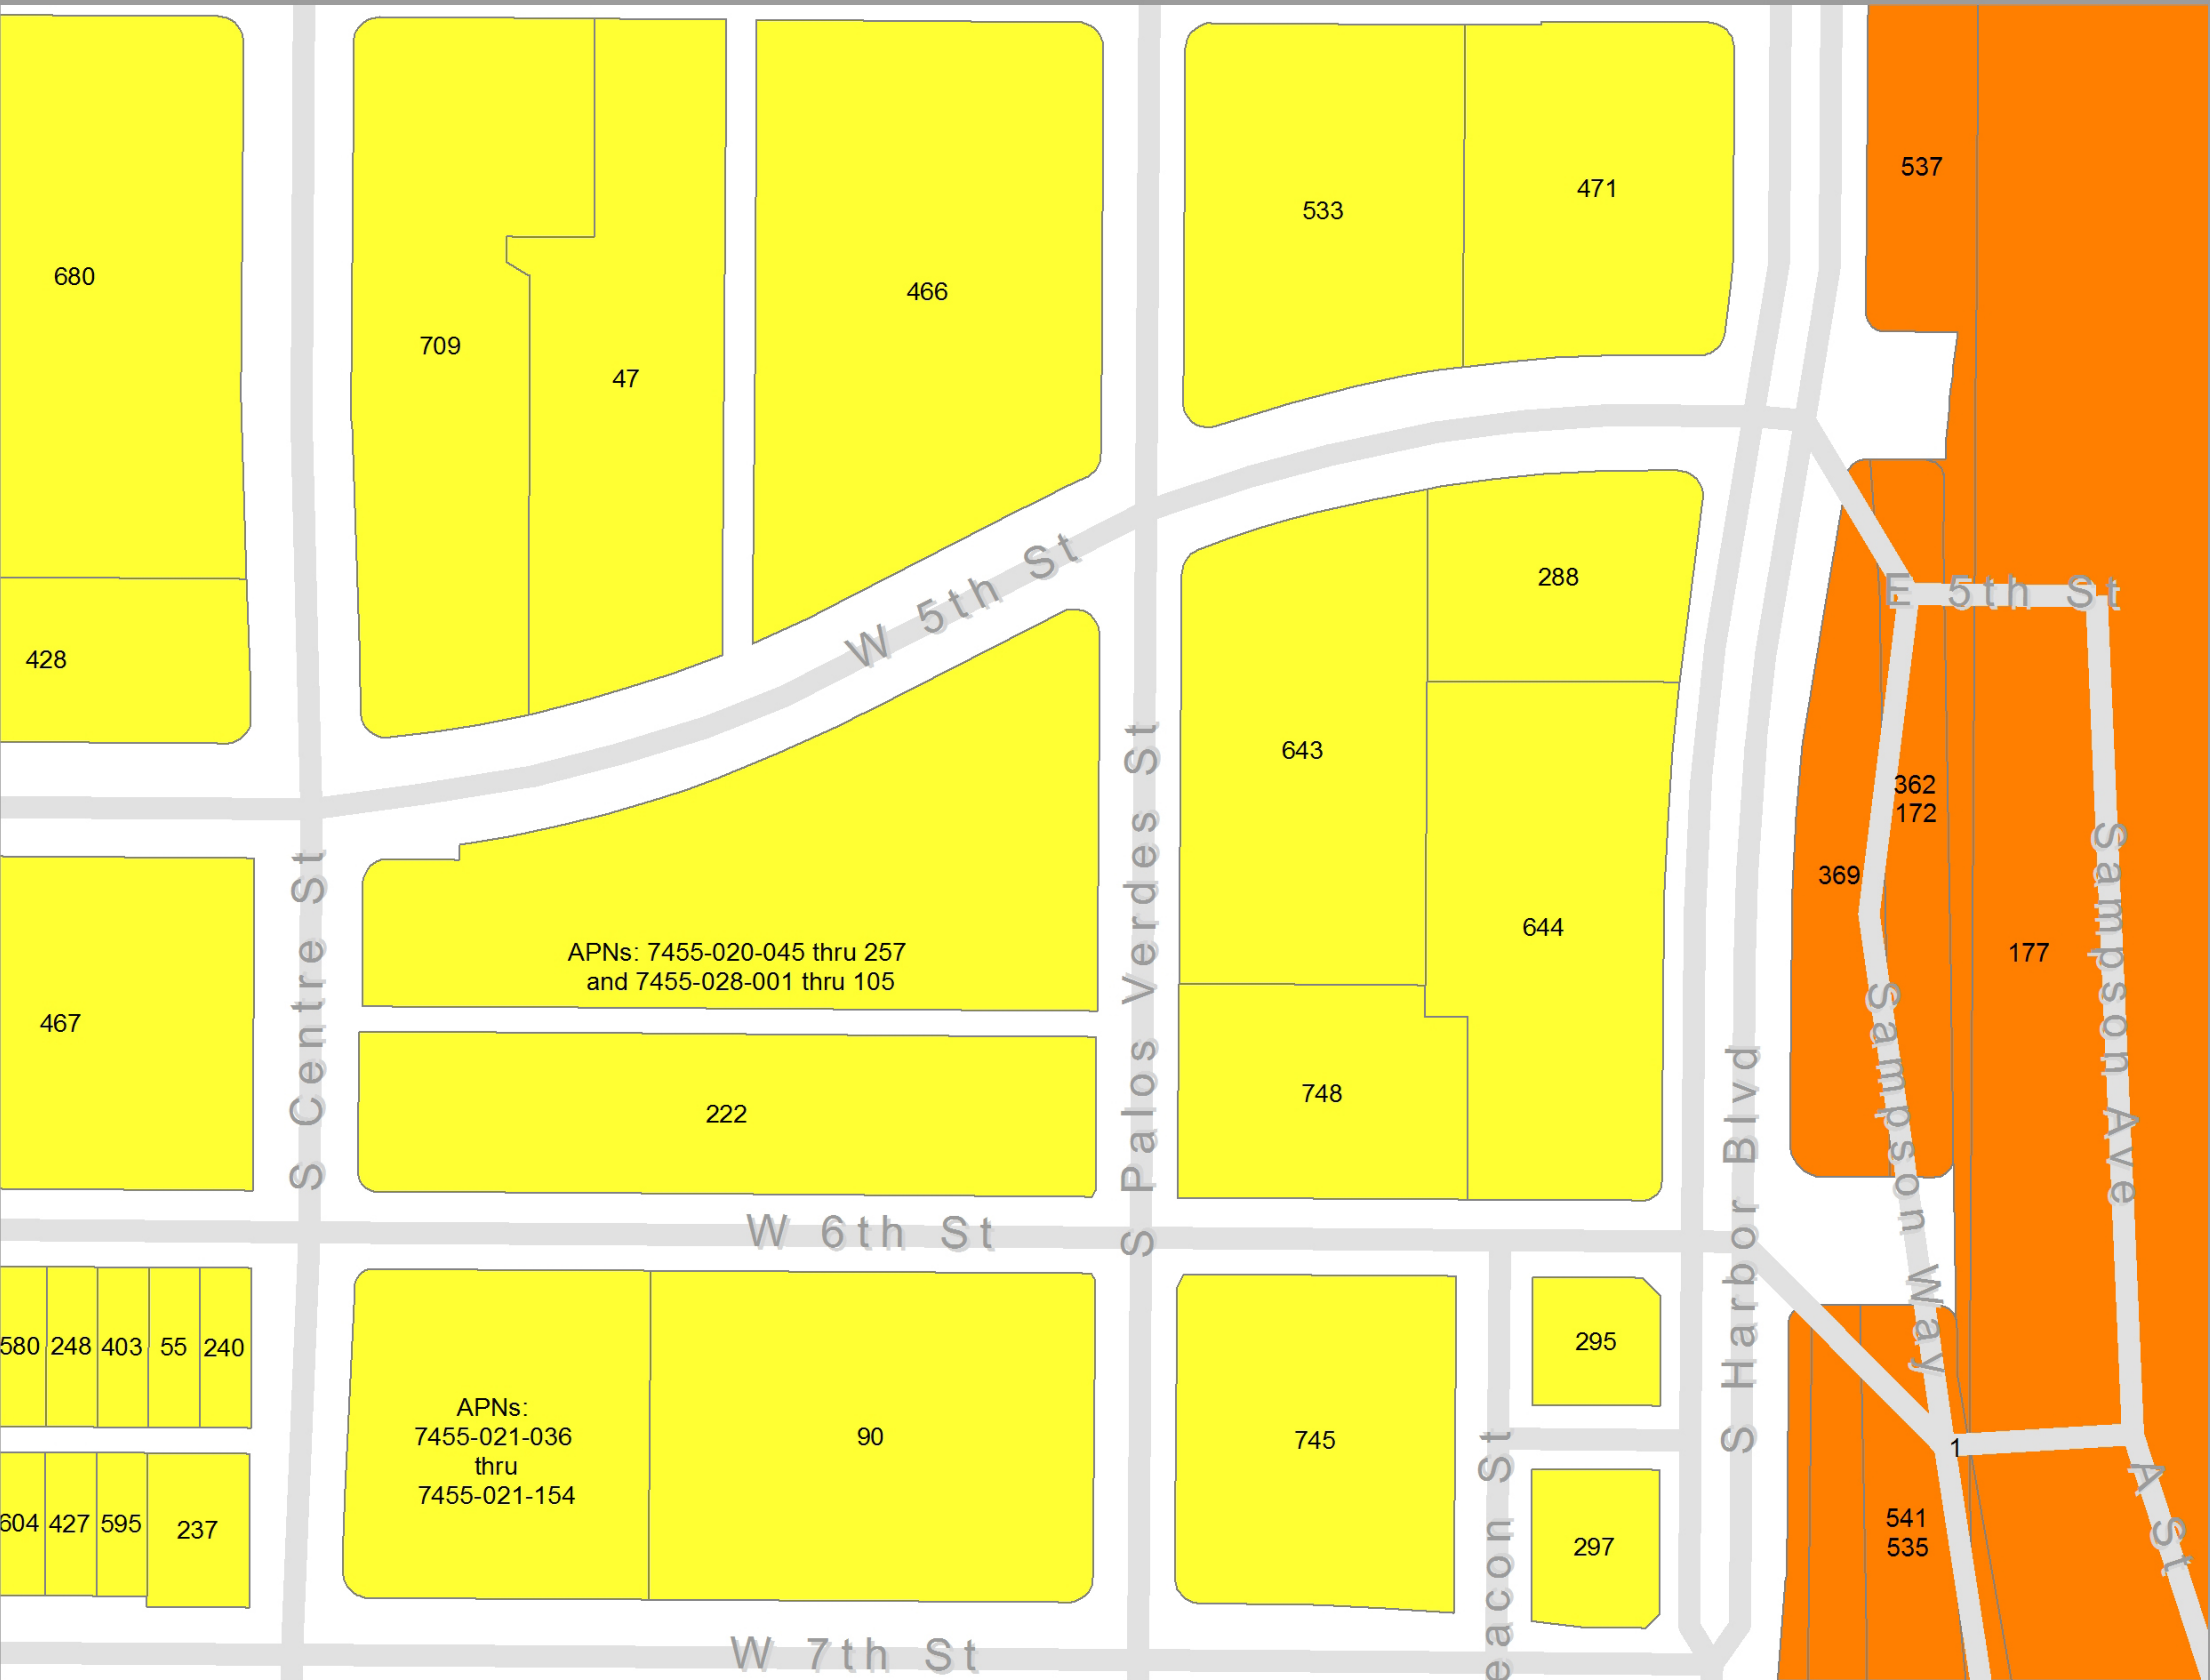 537
471
533
680
466
709
47
288
E 5th St
W 5th St
428
643
362
172
369
644
177
APNs: 7455-020-045 thru 257
and 7455-028-001 thru 105
467
748
222
S Centre St
S Palos Verdes St
S Harbor Blvd
Sampson Way
Sampson Ave
W 6th St
580
248
403
55
240
295
APNs:
7455-021-036
thru
7455-021-154
90
745
1
604
427
595
237
297
541
535
eacon St
A St
W 7th St